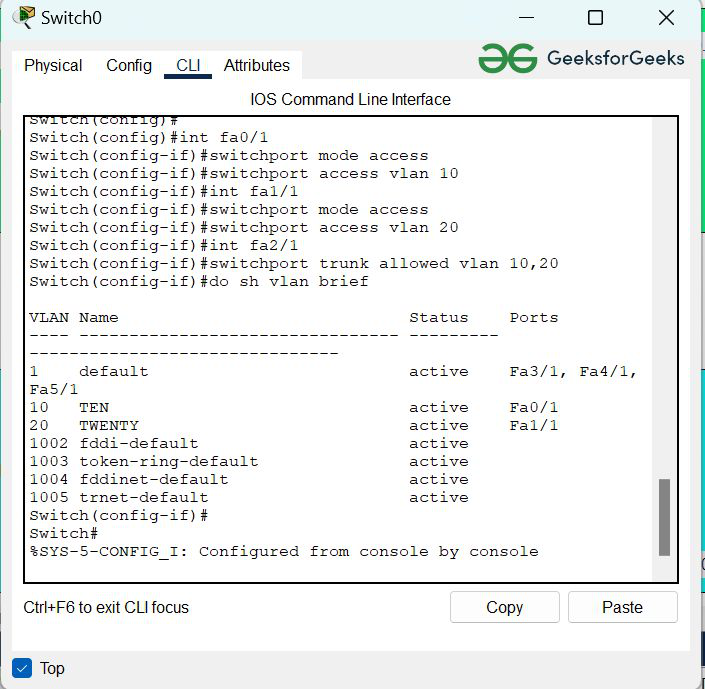 Switch0
Physical Config CLI Attributes
GeeksforGeeks
IOS Command Line Interface
Switch(config)#
Switch(config)#int fa0/1
Switch(config-if)#switchport mode access
Switch(config-if)#switchport access vlan 10
Switch(config-if)#int fa1/1
Switch(config-if)#switchport mode access
Switch(config-if)#switchport access vlan 20
Switch(config-if)#int fa2/1
Switch(config-if)#switchport trunk allowed vlan 10,20
Switch(config-if)#do sh vlan brief
VLAN Name Status Ports
---- -------------------------------- ---------
-------------------------------
1 default active Fa3/1, Fa4/1,
Fa5/1
10 TEN active Fa0/1
20 TWENTY active Fa1/1
1002 fddi-default active
1003 token-ring-default active
1004 fddinet-default active
1005 trnet-default active
Switch(config-if)#
Switch#
%SYS-5-CONFIG_I: Configured from console by console
Ctrl+F6 to exit CLI focus
Copy Paste
Top